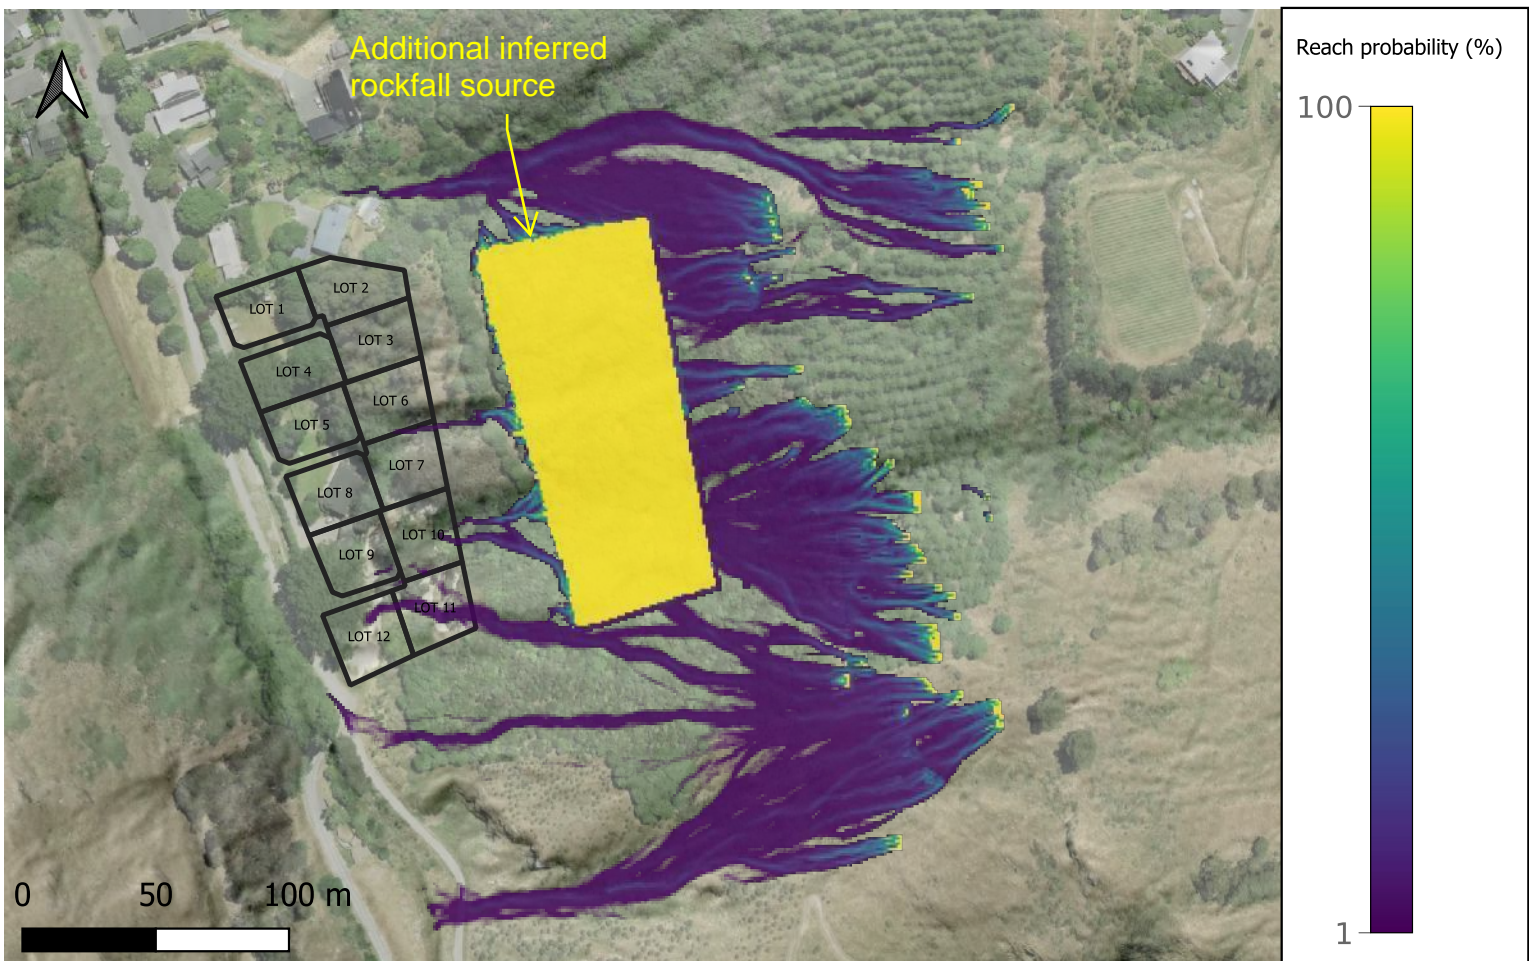 Additional inferred
rockfall source
Reach probability (%)
100
1
LOT 1
LOT 2
LOT 3
LOT 4
LOT 5
LOT 6
LOT 7
LOT 8
LOT 9
LOT 10
LOT 11
LOT 12
0 50 100 m